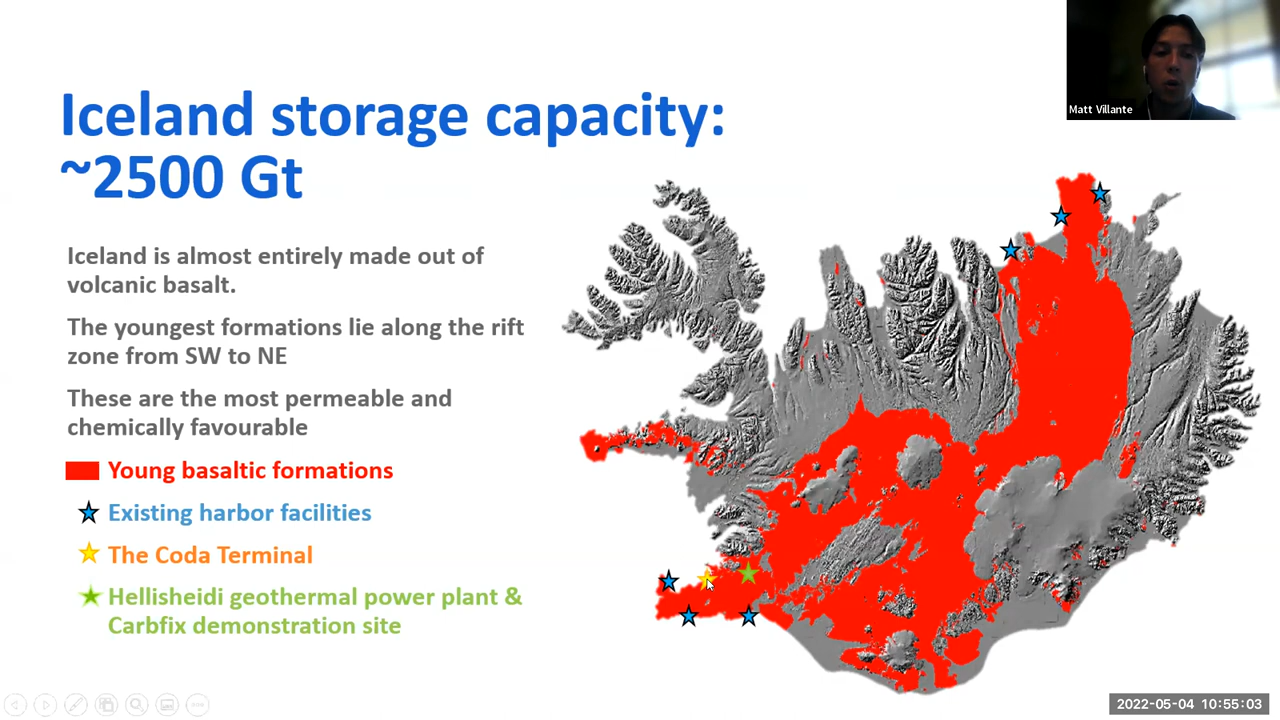 Matt Villante
Iceland storage capacity:
~2500 Gt
Iceland is almost entirely made out of
volcanic basalt.
The youngest formations lie along the rift
zone from SW to NE
These are the most permeable and
chemically favourable
Young basaltic formations
Existing harbor facilities
The Coda Terminal
Hellisheidi geothermal power plant &
Carbfix demonstration site
2022-05-04 10:55:03